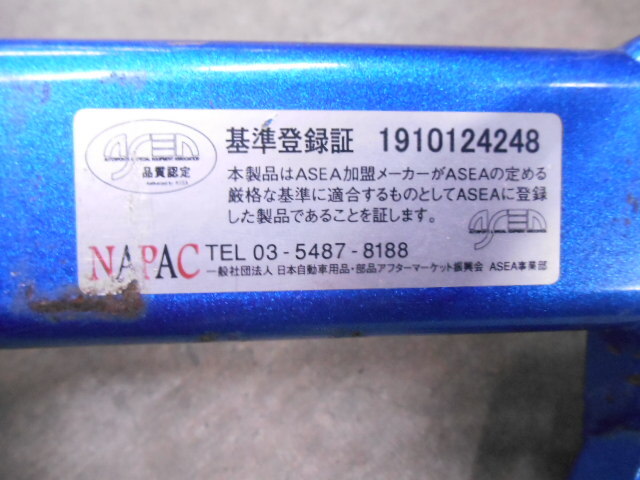 基準登録証 1910124248
ASEA
AUTOMOTIVE & SPECIAL EQUIPMENT ASSOCIATION
品質認定
本製品はASEA加盟メーカーがASEAの定める
厳格な基準に適合するものとしてASEAに登録
した製品であることを証します。
ASEA
NAPAC
TEL 03-5487-8188
一般社団法人 日本自動車用品・部品アフターマーケット振興会 ASEA事業部